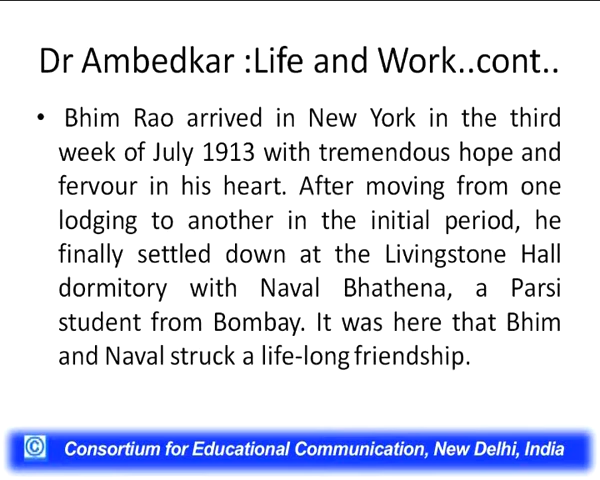 Dr Ambedkar :Life and Work..cont..
• Bhim Rao arrived in New York in the third
week of July 1913 with tremendous hope and
fervour in his heart. After moving from one
lodging to another in the initial period, he
finally settled down at the Livingstone Hall
dormitory with Naval Bhathena, a Parsi
student from Bombay. It was here that Bhim
and Naval struck a life-long friendship.
© Consortium for Educational Communication, New Delhi, India